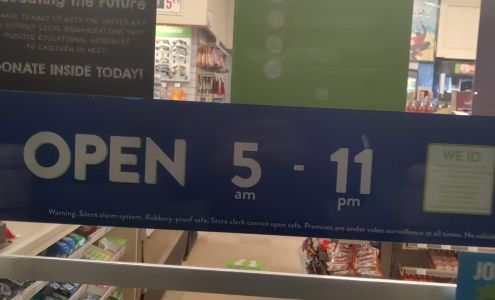 the Future
HAVE TEAMED UP WITH THE UNITED WAY
SUPPORT LOCAL ORGANIZATIONS THAT
PROVIDE EDUCATIONAL RESOURCES
TO CHILDREN IN NEED.
DONATE INSIDE TODAY!
OPEN 5 am - 11 pm
WE ID
Warning. Silent alarm system. Robbery-proof safe. Store clerk cannot open safe. Premises are under video surveillance at all times. No solicit
JO